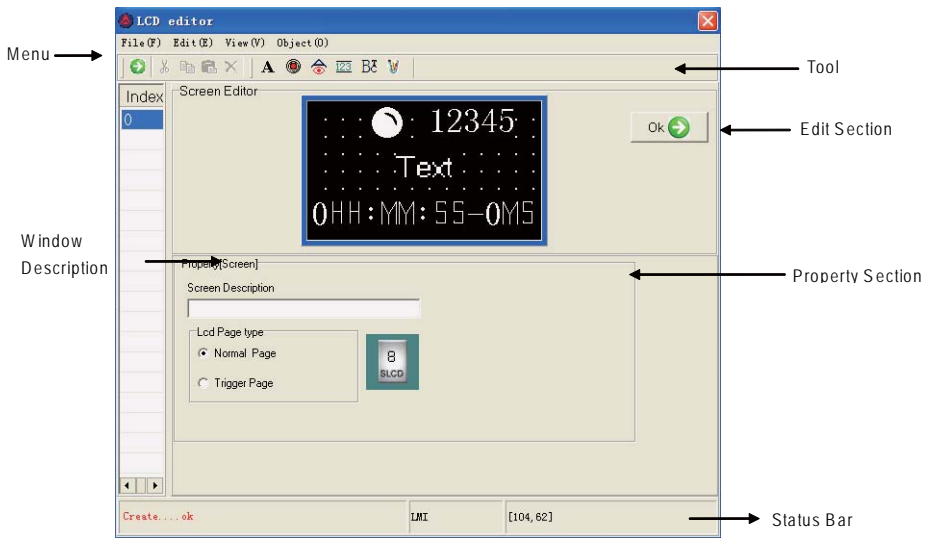 LCD editor
File(F) Edit(E) View(V) Object(O)
Menu
A 123
Tool
Index
Screen Editor
0
12345
Ok
Edit Section
Text
0HH:MM:SS-0MS
Window
Description
Property[Screen]
Property Section
Screen Description
Lcd Page type
Normal Page
8
SLCD
Trigger Page
Create....ok
LMI
[104,62]
Status Bar